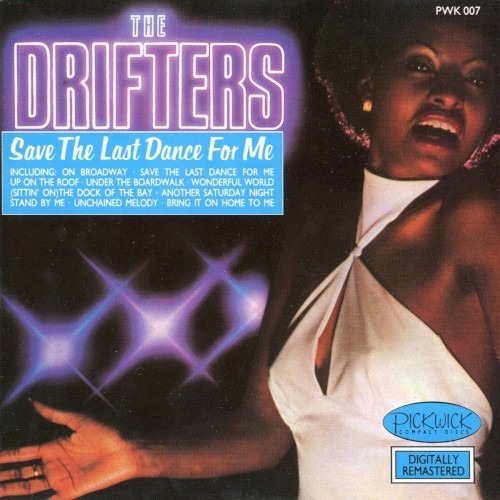 PWK 007
THE
DRIFTERS
Save The Last Dance For Me
INCLUDING: ON BROADWAY · SAVE THE LAST DANCE FOR ME
UP ON THE ROOF · UNDER THE BOARDWALK · WONDERFUL WORLD
(SITTIN' ON)THE DOCK OF THE BAY · ANOTHER SATURDAY NIGHT
STAND BY ME · UNCHAINED MELODY · BRING IT ON HOME TO ME
PICKWICK
COMPACT · DISCS
DIGITALLY
REMASTERED